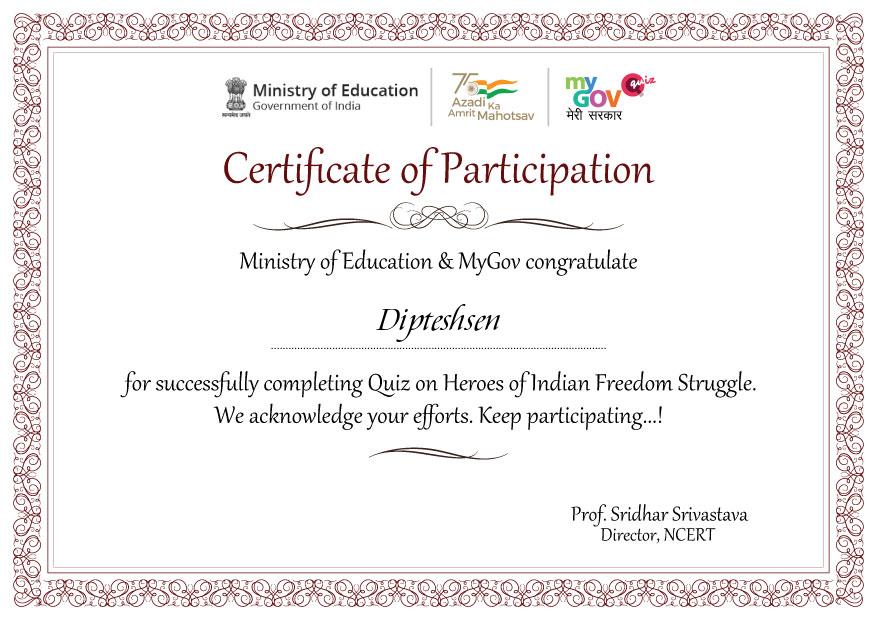 Ministry of Education
Government of India
सत्यमेव जयते
75
Azadi Ka
Amrit Mahotsav
my quiz
GOV
मेरी सरकार
Certificate of Participation
Ministry of Education & MyGov congratulate
Dipteshsen
for successfully completing Quiz on Heroes of Indian Freedom Struggle.
We acknowledge your efforts. Keep participating...!
Prof. Sridhar Srivastava
Director, NCERT